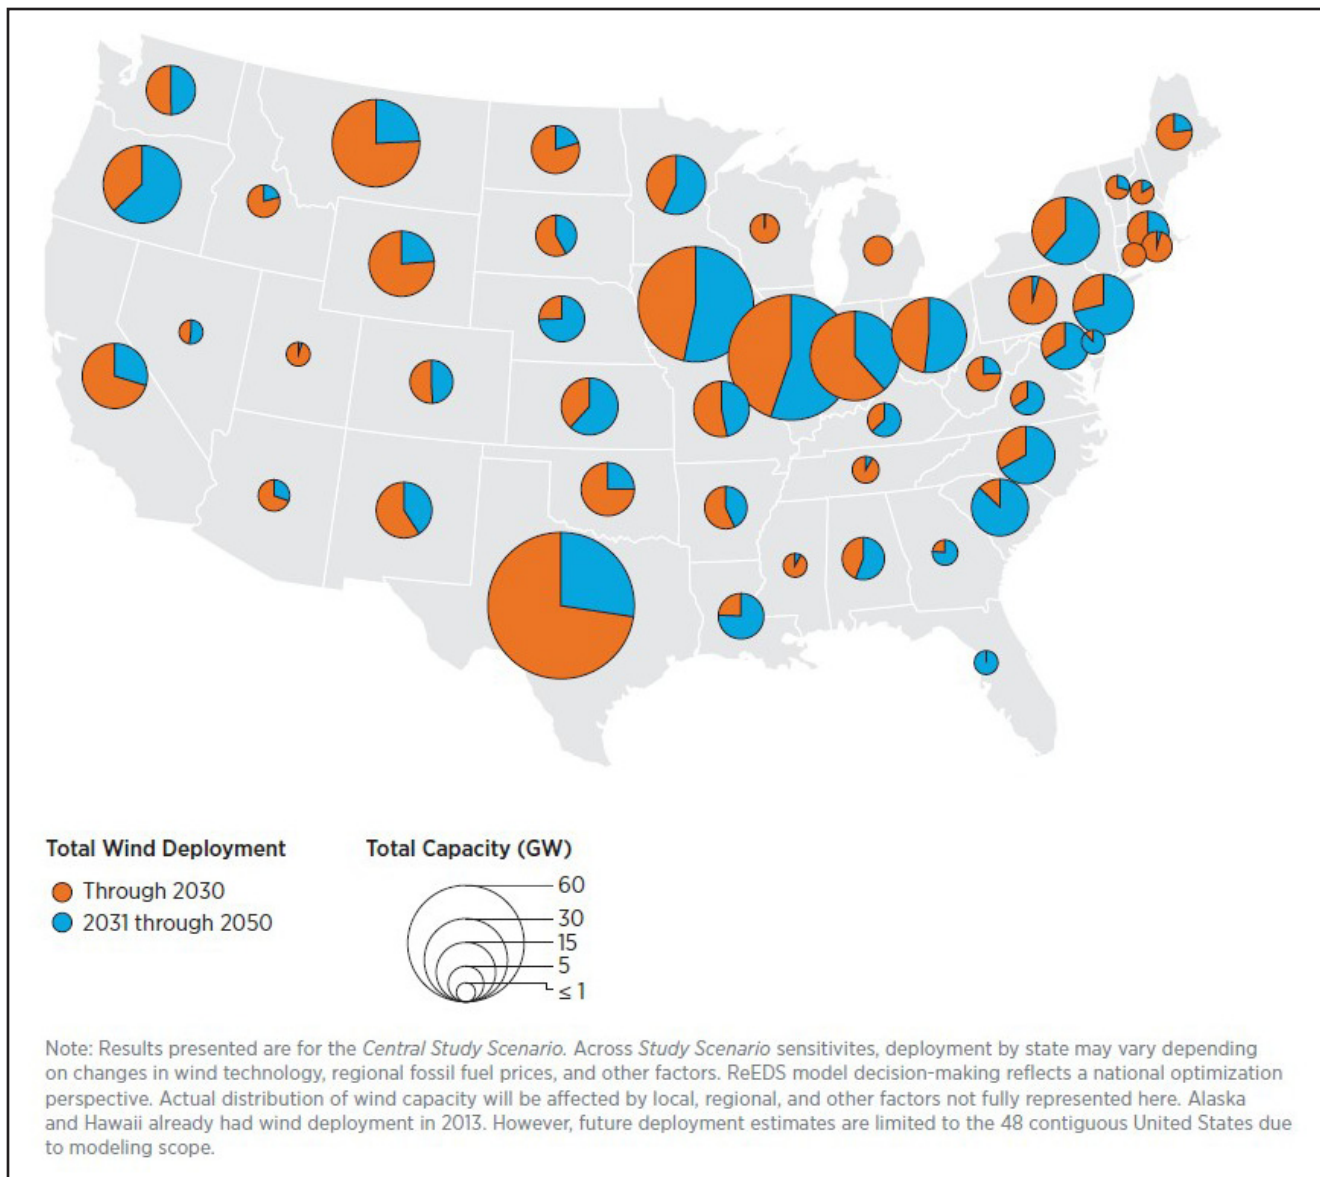 Total Wind Deployment
Through 2030
2031 through 2050
Total Capacity (GW)
60
30
15
5
≤ 1
Note: Results presented are for the Central Study Scenario. Across Study Scenario sensitivites, deployment by state may vary depending
on changes in wind technology, regional fossil fuel prices, and other factors. ReEDS model decision-making reflects a national optimization
perspective. Actual distribution of wind capacity will be affected by local, regional, and other factors not fully represented here. Alaska
and Hawaii already had wind deployment in 2013. However, future deployment estimates are limited to the 48 contiguous United States due
to modeling scope.